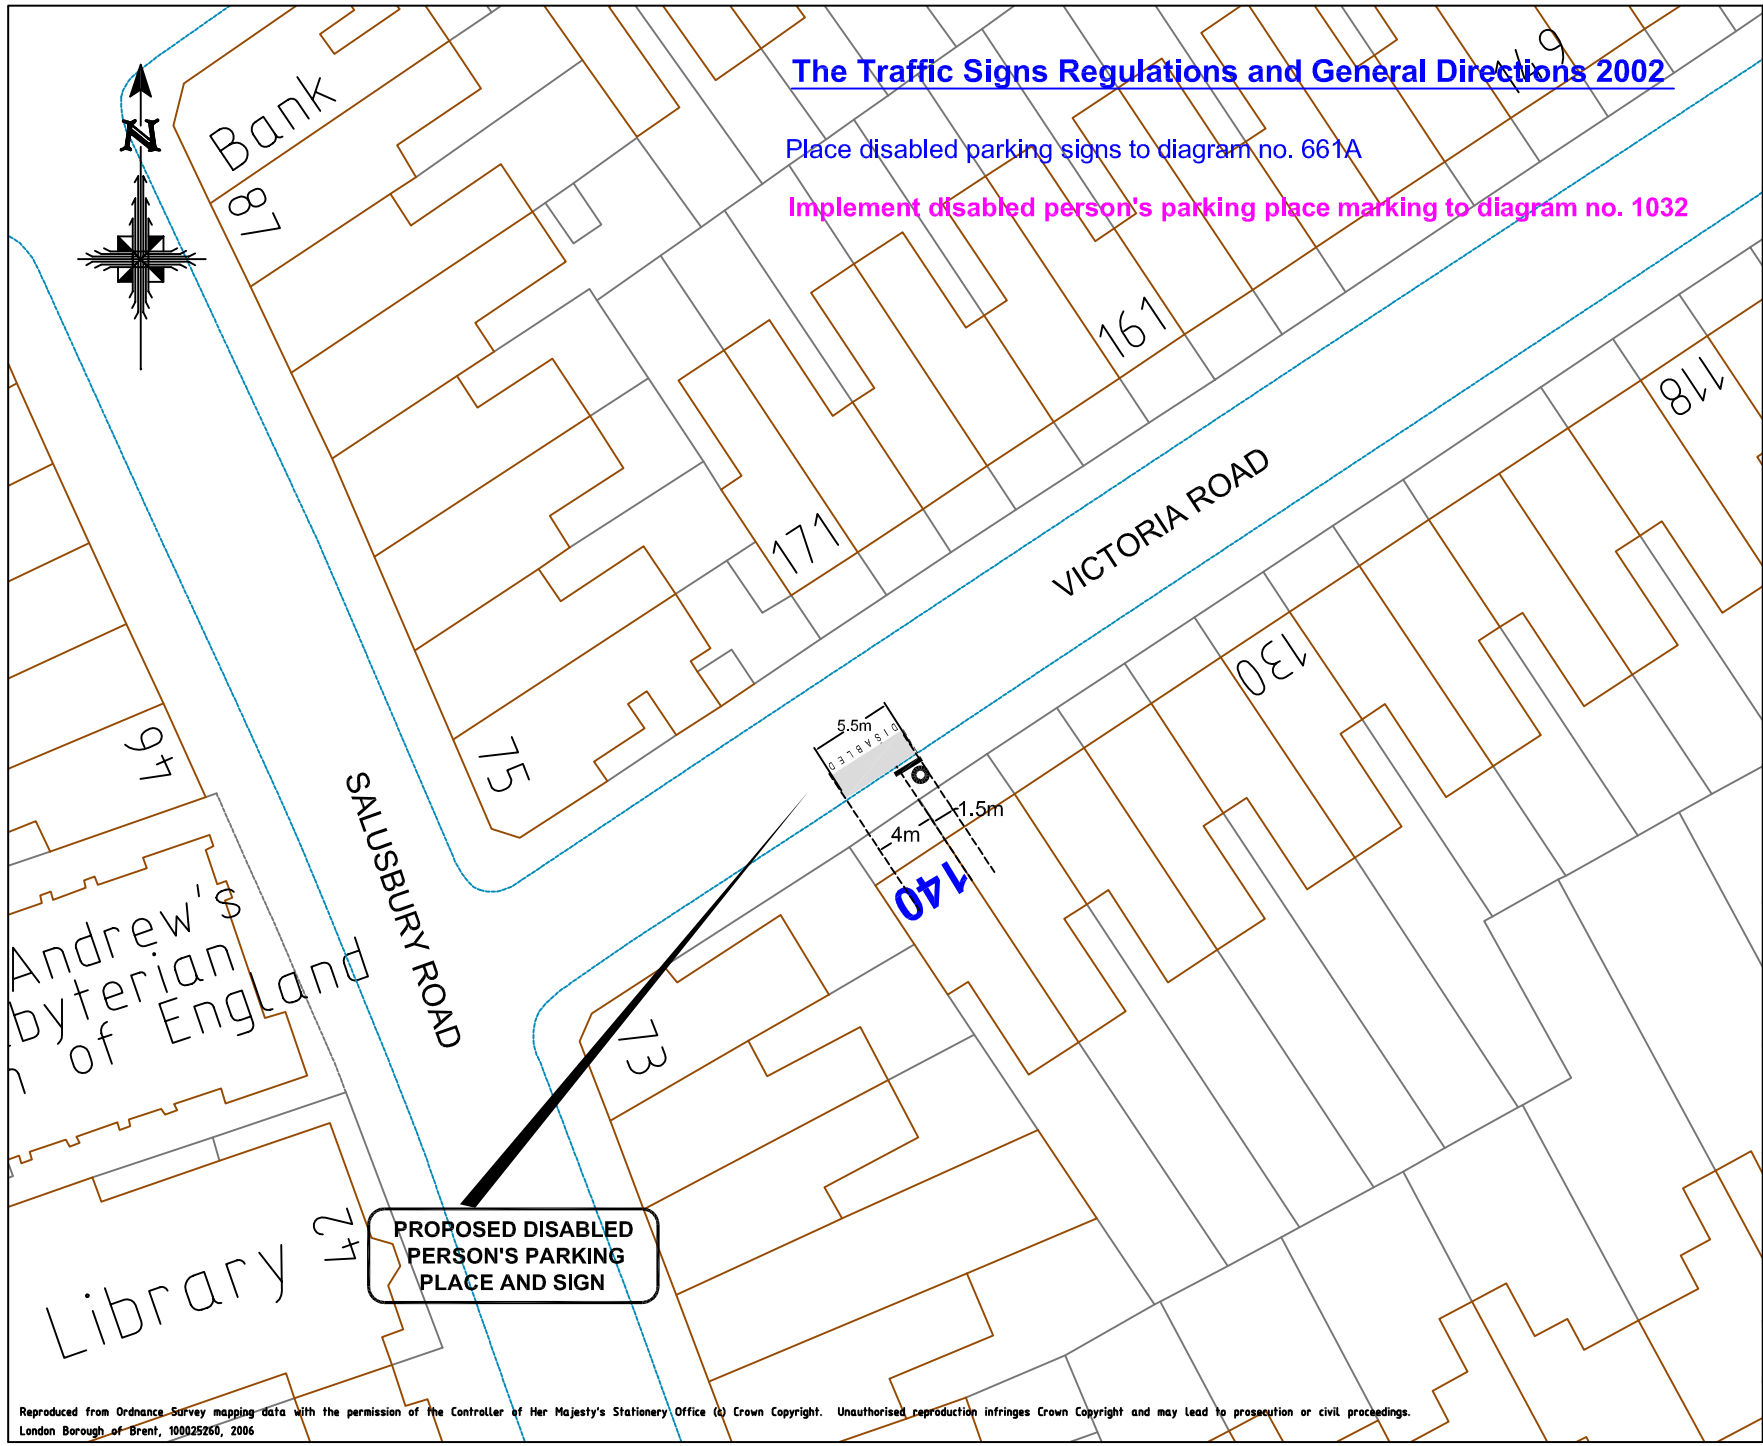 The Traffic Signs Regulations and General Directions 2002
Place disabled parking signs to diagram no. 661A
Implement disabled person's parking place marking to diagram no. 1032
N
Bank
87
149
161
171
118
VICTORIA ROAD
130
5.5m
DISABLED
1.5m
4m
140
75
94
SALUSBURY ROAD
Andrew's
byterian
of England
73
42
Library
PROPOSED DISABLED
PERSON'S PARKING
PLACE AND SIGN
Reproduced from Ordnance Survey mapping data with the permission of the Controller of Her Majesty's Stationery Office (c) Crown Copyright. Unauthorised reproduction infringes Crown Copyright and may lead to prosecution or civil proceedings.
London Borough of Brent, 100025260, 2006